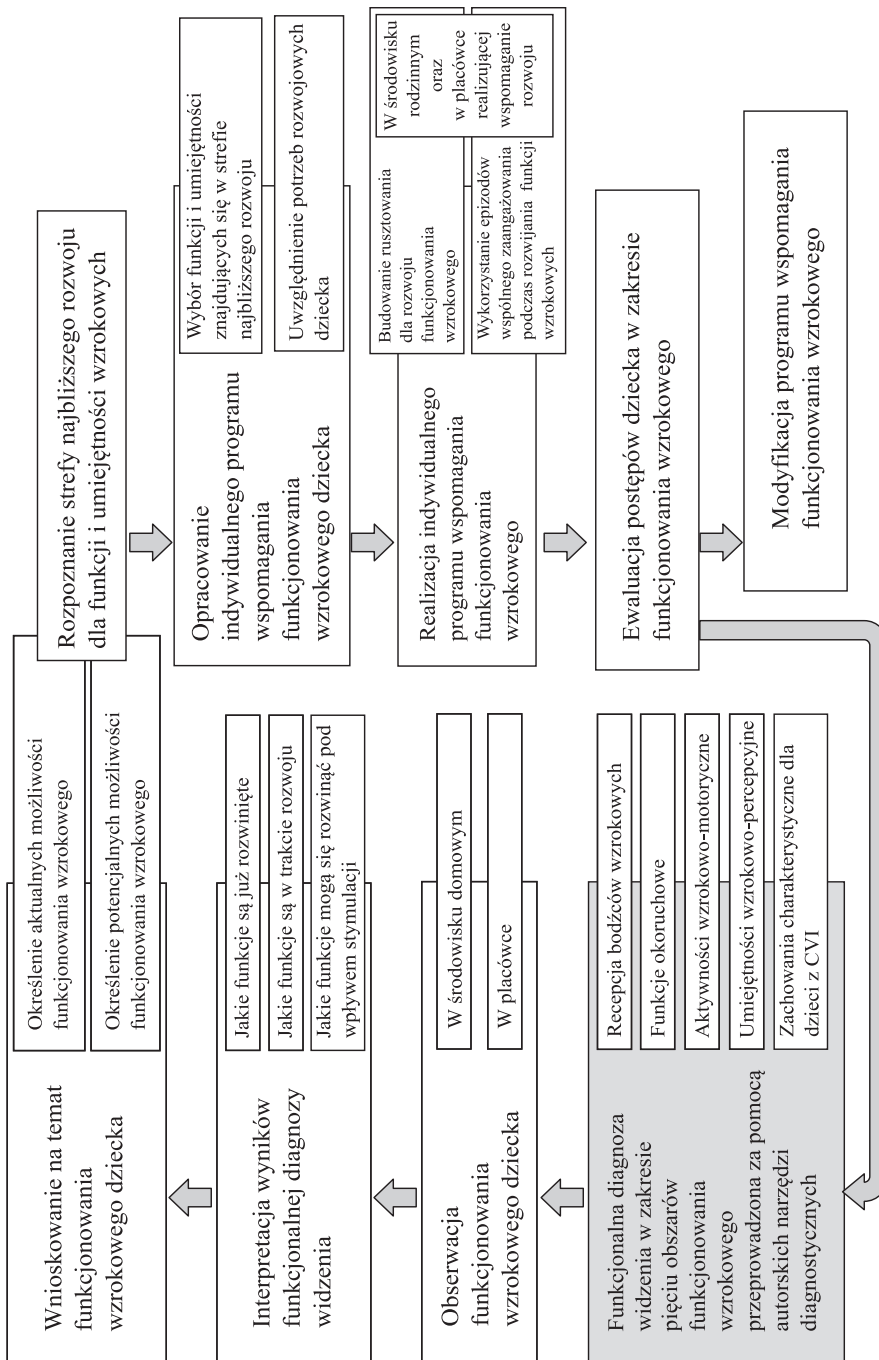 Wnioskowanie na temat
funkcjonowania
wzrokowego dziecka
Określenie aktualnych możliwości
funkcjonowania wzrokowego
Określenie potencjalnych możliwości
funkcjonowania wzrokowego
Rozpoznanie strefy najbliższego rozwoju
dla funkcji i umiejętności wzrokowych
Interpretacja wyników
funkcjonalnej diagnozy
widzenia
Jakie funkcje są już rozwinięte
Jakie funkcje są w trakcie rozwoju
Jakie funkcje mogą się rozwinąć pod
wpływem stymulacji
Opracowanie
indywidualnego programu
wspomagania
funkcjonowania
wzrokowego dziecka
Wybór funkcji i umiejętności
znajdujących się w strefie
najbliższego rozwoju
Uwzględnienie potrzeb rozwojowych
dziecka
Obserwacja
funkcjonowania
wzrokowego dziecka
W środowisku domowym
W placówce
Realizacja indywidualnego
programu wspomagania
funkcjonowania
wzrokowego
Budowanie rusztowania
dla rozwoju
funkcjonowania
wzrokowego
Wykorzystanie epizodów
wspólnego zaangażowania
podczas rozwijania funkcji
wzrokowych
W środowisku
rodzinnym
oraz
w placówce
realizującej
wspomaganie
rozwoju
Funkcjonalna diagnoza
widzenia w zakresie
pięciu obszarów
funkcjonowania
wzrokowego
przeprowadzona za pomocą
autorskich narzędzi
diagnostycznych
Recepcja bodźców wzrokowych
Funkcje okoruchowe
Aktywności wzrokowo-motoryczne
Umiejętności wzrokowo-percepcyjne
Zachowania charakterystyczne dla
dzieci z CVI
Ewaluacja postępów dziecka w zakresie
funkcjonowania wzrokowego
Modyfikacja programu wspomagania
funkcjonowania wzrokowego